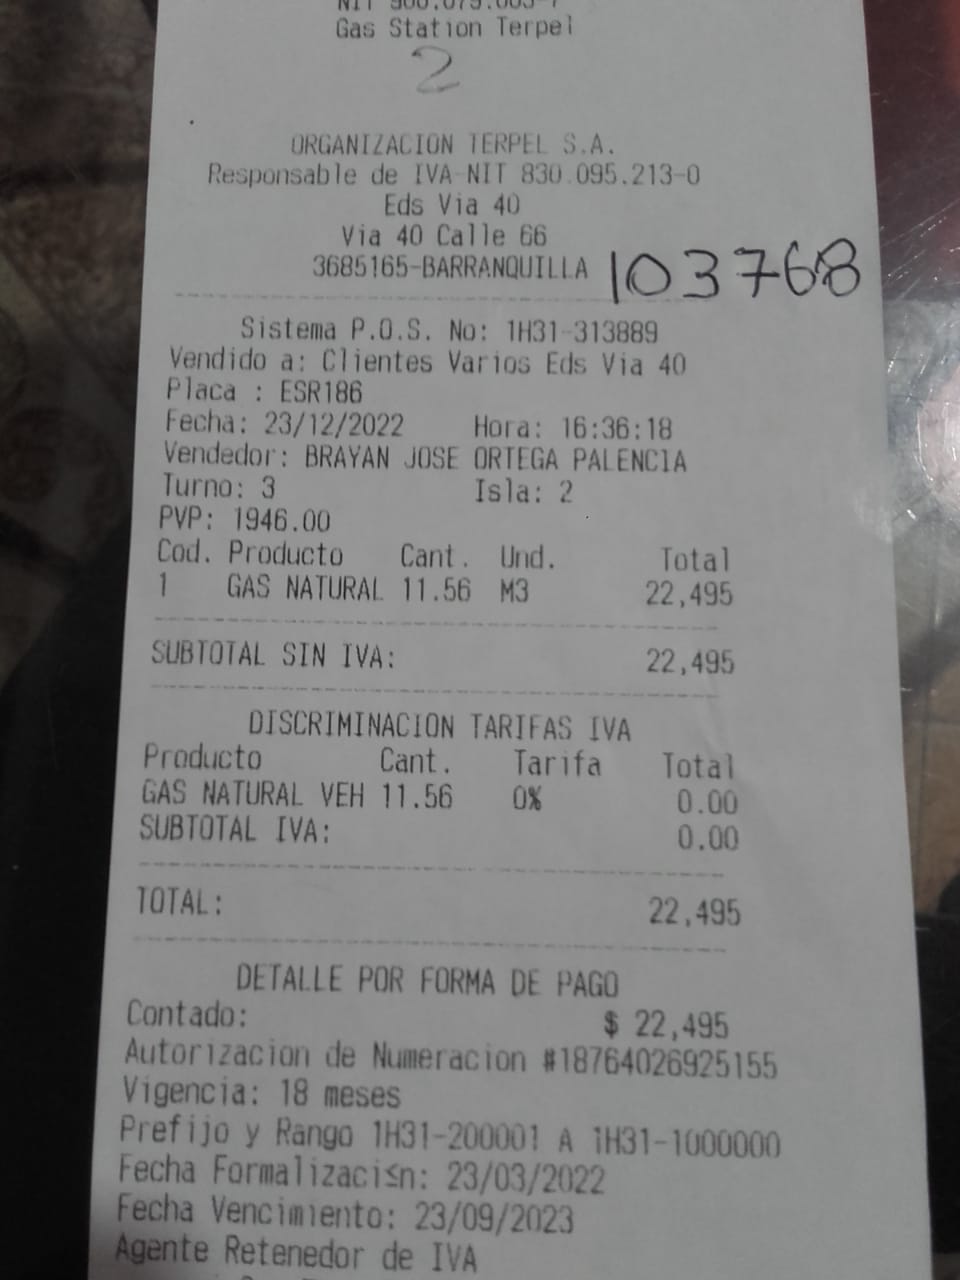 Gas Station Terpel
2
ORGANIZACION TERPEL S.A.
Responsable de IVA-NIT 830.095.213-0
Eds Via 40
Via 40 Calle 66
3685165-BARRANQUILLA 103768
Sistema P.O.S. No: 1H31-313889
Vendido a: Clientes Varios Eds Via 40
Placa : ESR186
Fecha: 23/12/2022 Hora: 16:36:18
Vendedor: BRAYAN JOSE ORTEGA PALENCIA
Turno: 3 Isla: 2
PVP: 1946.00
Cod. Producto Cant. Und. Total
1 GAS NATURAL 11.56 M3 22,495
SUBTOTAL SIN IVA: 22,495
DISCRIMINACION TARIFAS IVA
Producto Cant. Tarifa Total
GAS NATURAL VEH 11.56 0% 0.00
SUBTOTAL IVA: 0.00
TOTAL: 22,495
DETALLE POR FORMA DE PAGO
Contado: $ 22,495
Autorizacion de Numeracion #18764026925155
Vigencia: 18 meses
Prefijo y Rango 1H31-200001 A 1H31-1000000
Fecha Formalizaci≤n: 23/03/2022
Fecha Vencimiento: 23/09/2023
Agente Retenedor de IVA